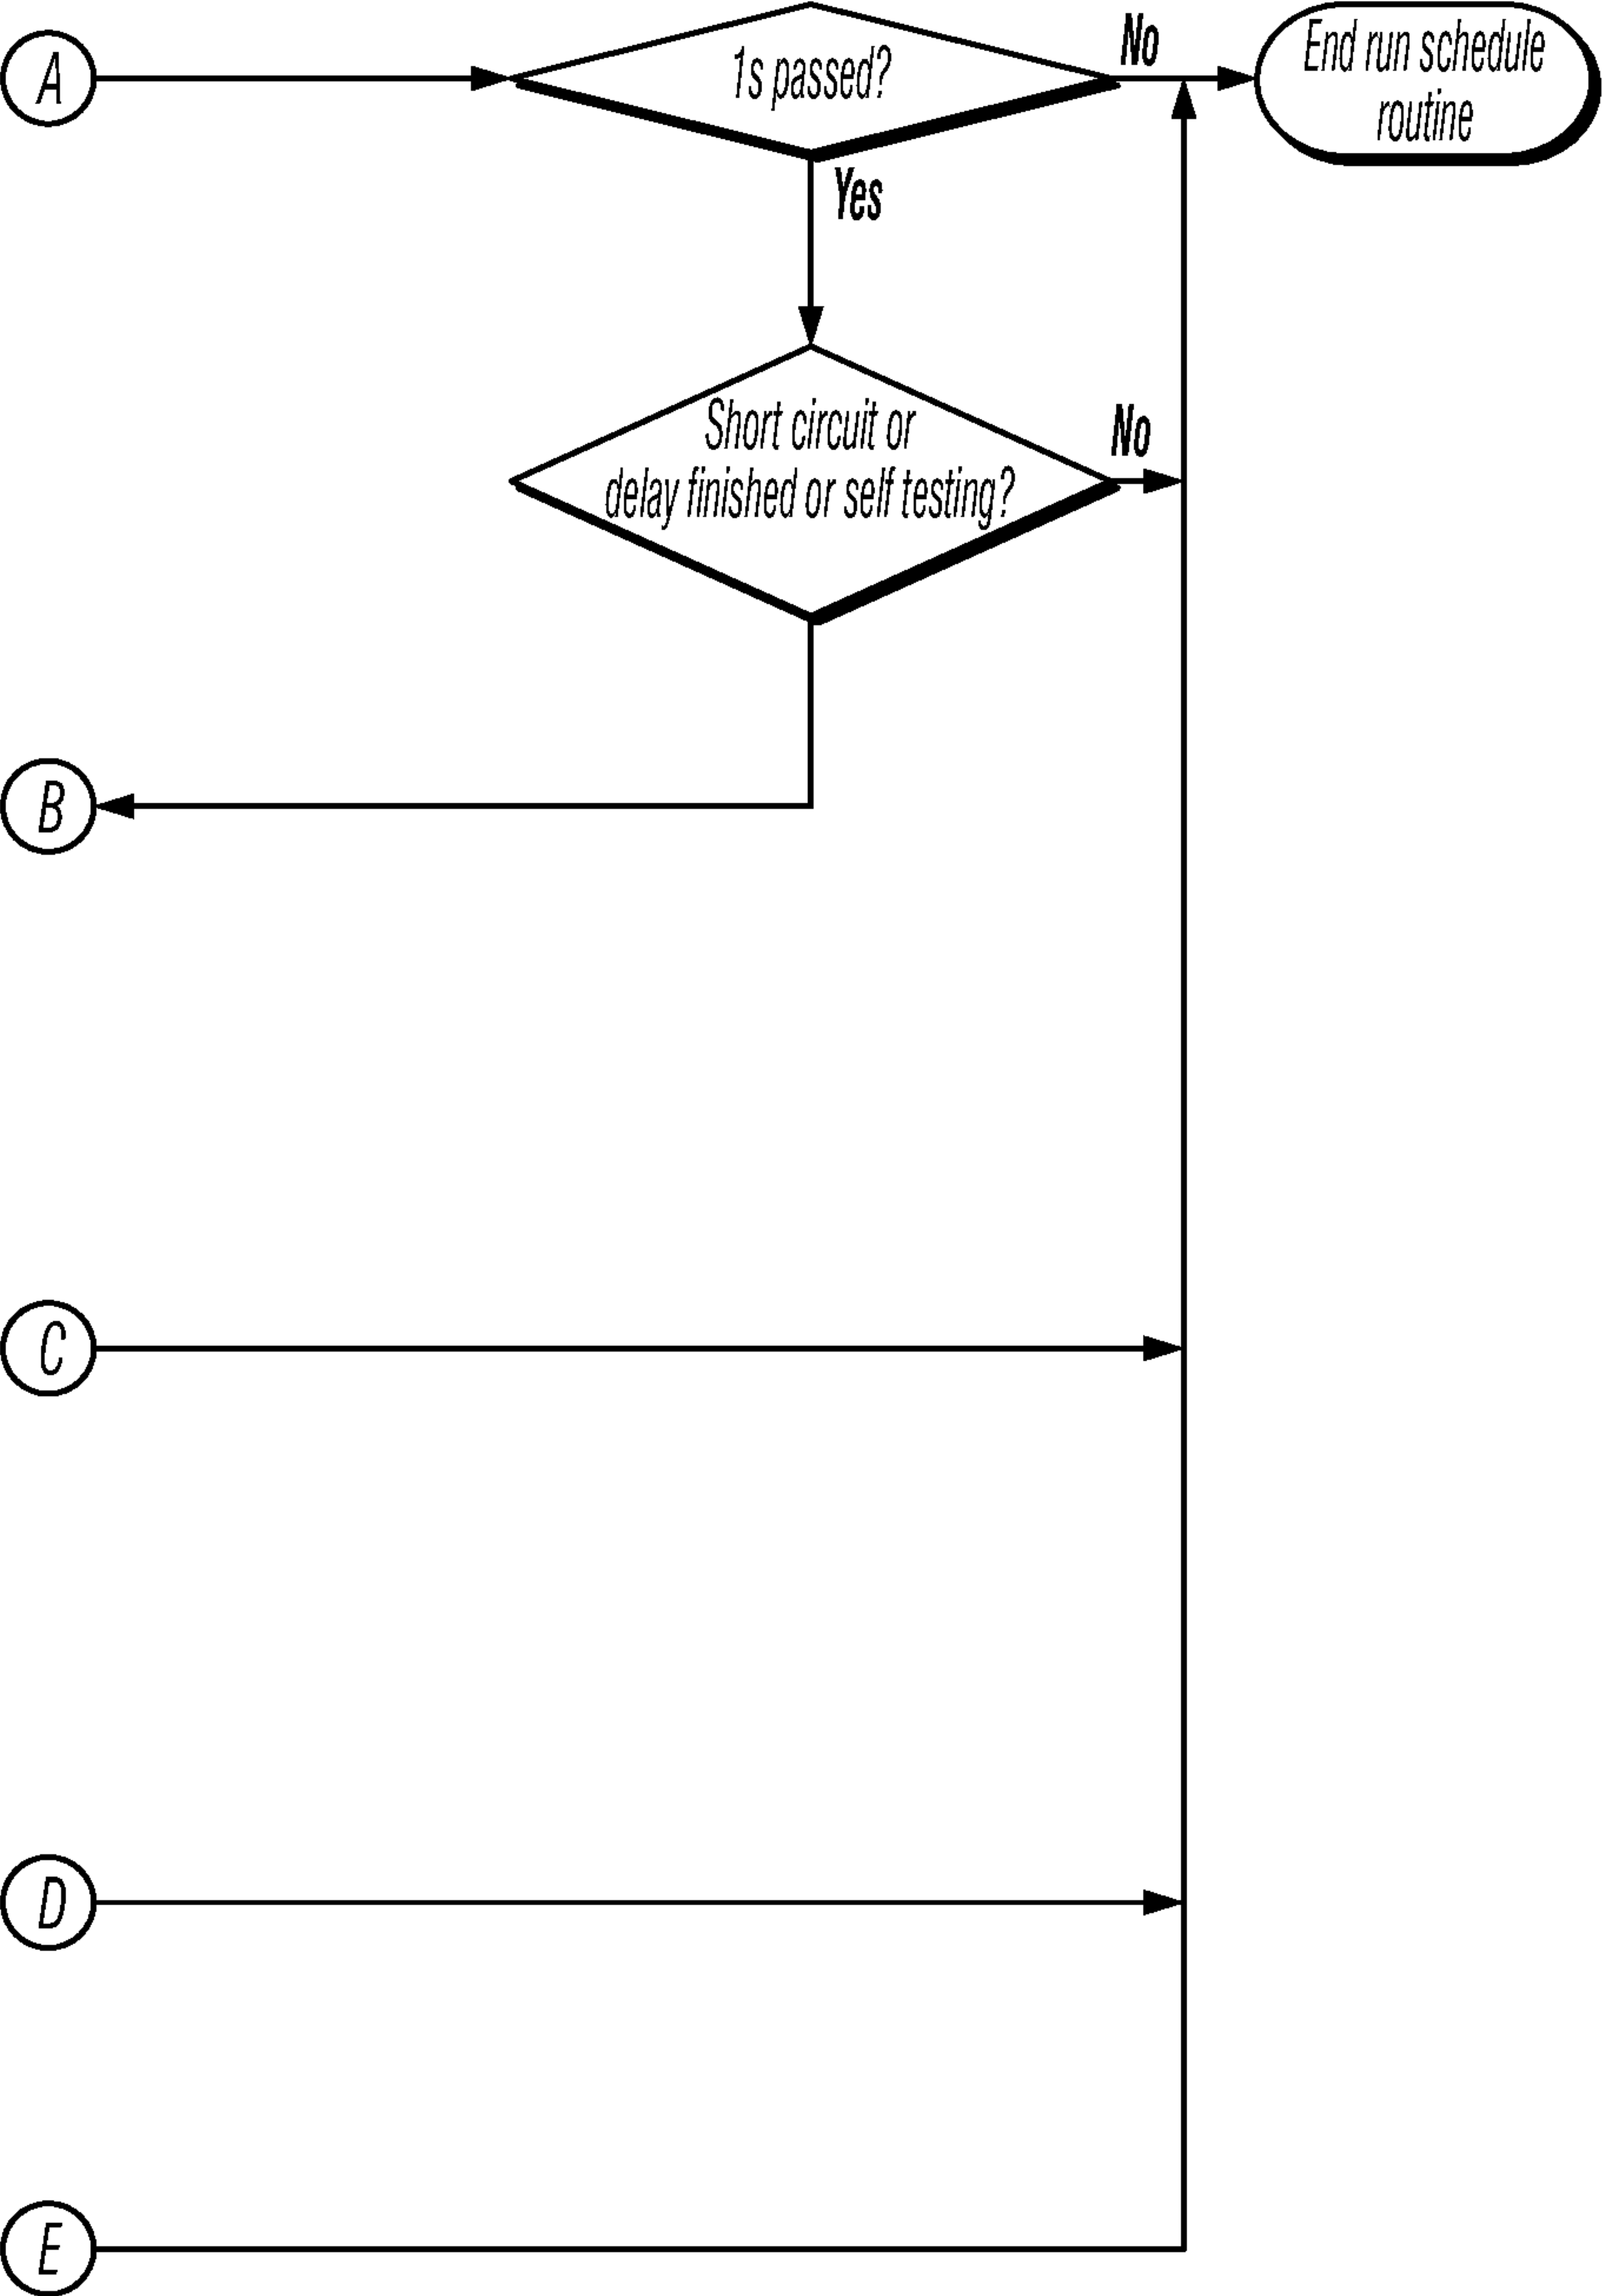 A
1s passed?
No
End run schedule
routine
Yes
Short circuit or
delay finished or self testing?
No
B
C
D
E